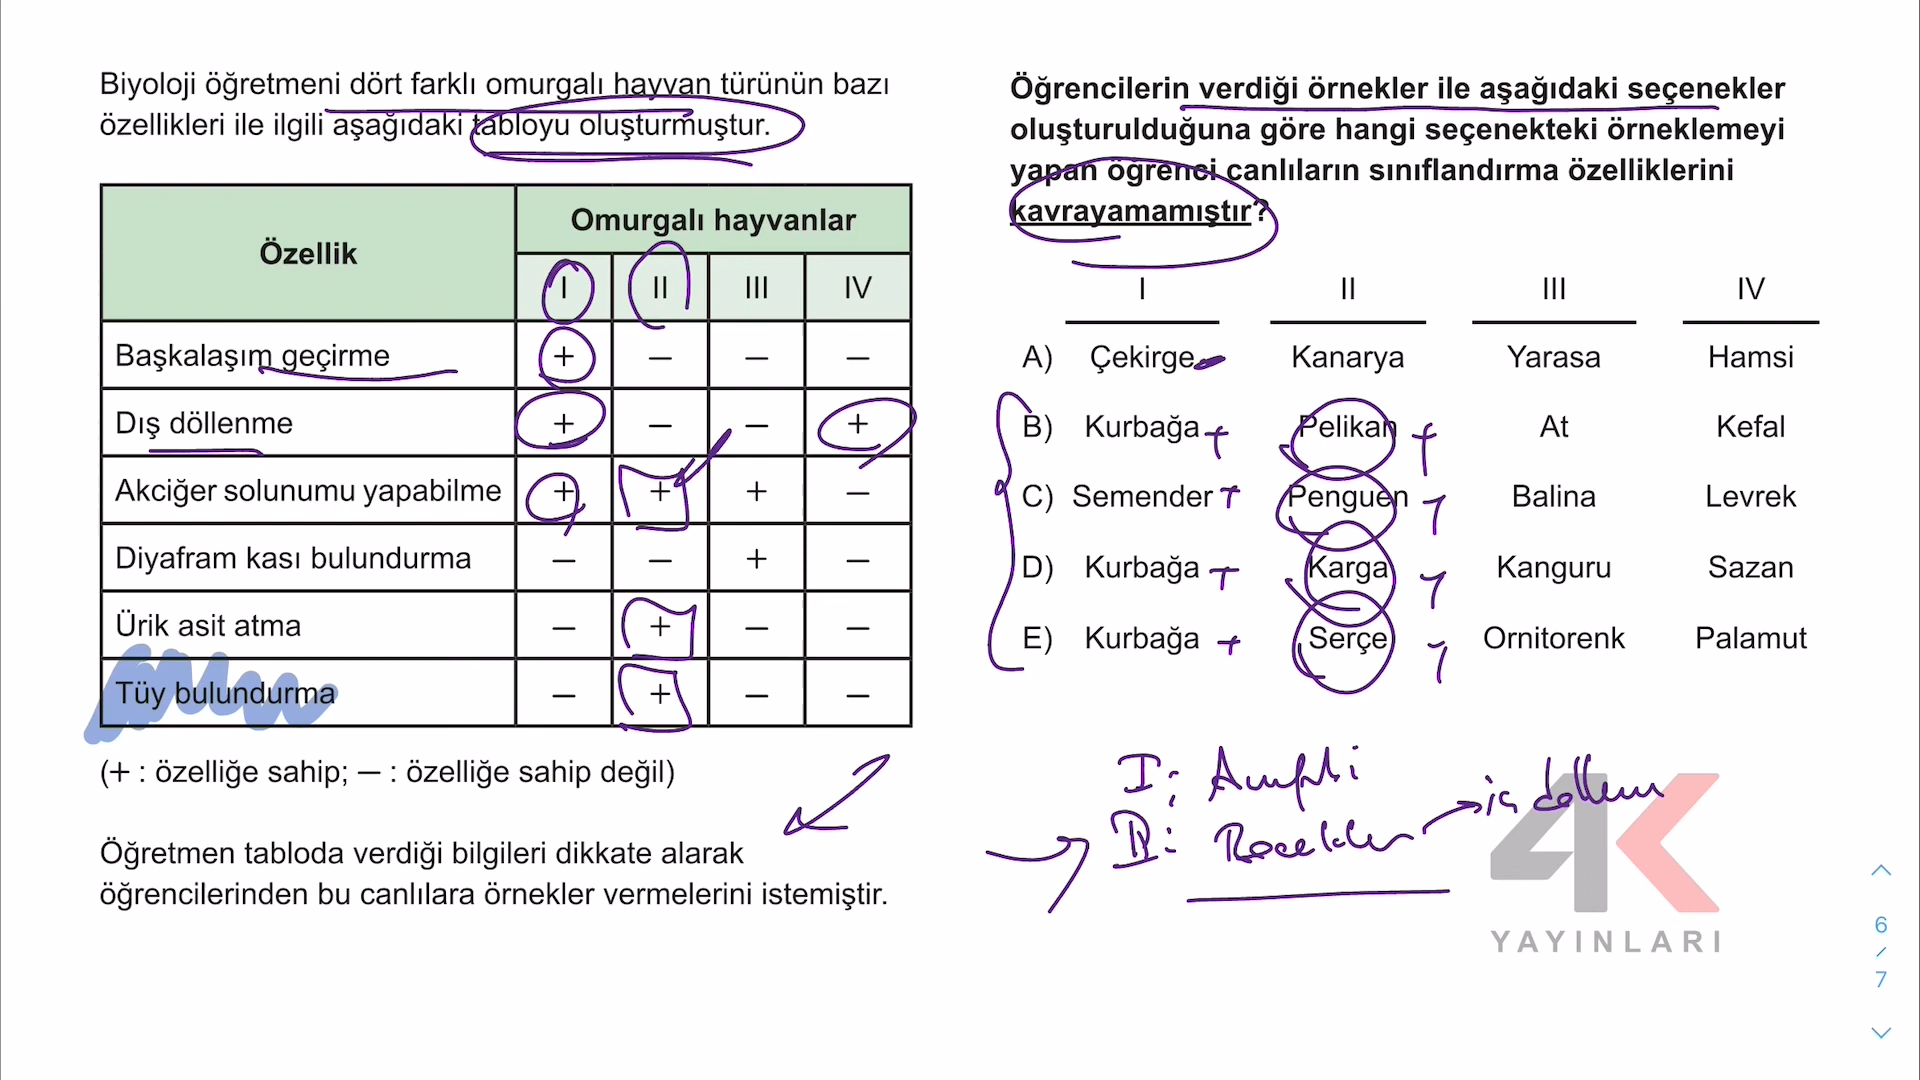 Biyoloji öğretmeni dört farklı omurgalı hayvan türünün bazı
özellikleri ile ilgili aşağıdaki tabloyu oluşturmuştur.
Özellik Omurgalı hayvanlar
I II III IV
Başkalaşım geçirme + – – –
Dış döllenme + – – +
Akciğer solunumu yapabilme + + + –
Diyafram kası bulundurma – – + –
Ürik asit atma – + – –
Tüy bulundurma – + – –
(+ : özelliğe sahip; – : özelliğe sahip değil)
Öğretmen tabloda verdiği bilgileri dikkate alarak
öğrencilerinden bu canlılara örnekler vermelerini istemiştir.
Öğrencilerin verdiği örnekler ile aşağıdaki seçenekler
oluşturulduğuna göre hangi seçenekteki örneklemeyi
yapan öğrenci canlıların sınıflandırma özelliklerini
kavrayamamıştır?
I II III IV
A) Çekirge Kanarya Yarasa Hamsi
B) Kurbağa + Pelikan + At Kefal
C) Semender + Penguen + Balina Levrek
D) Kurbağa + Karga + Kanguru Sazan
E) Kurbağa + Serçe + Ornitorenk Palamut
I:
II:
4K
YAYINLARI
6
/
7